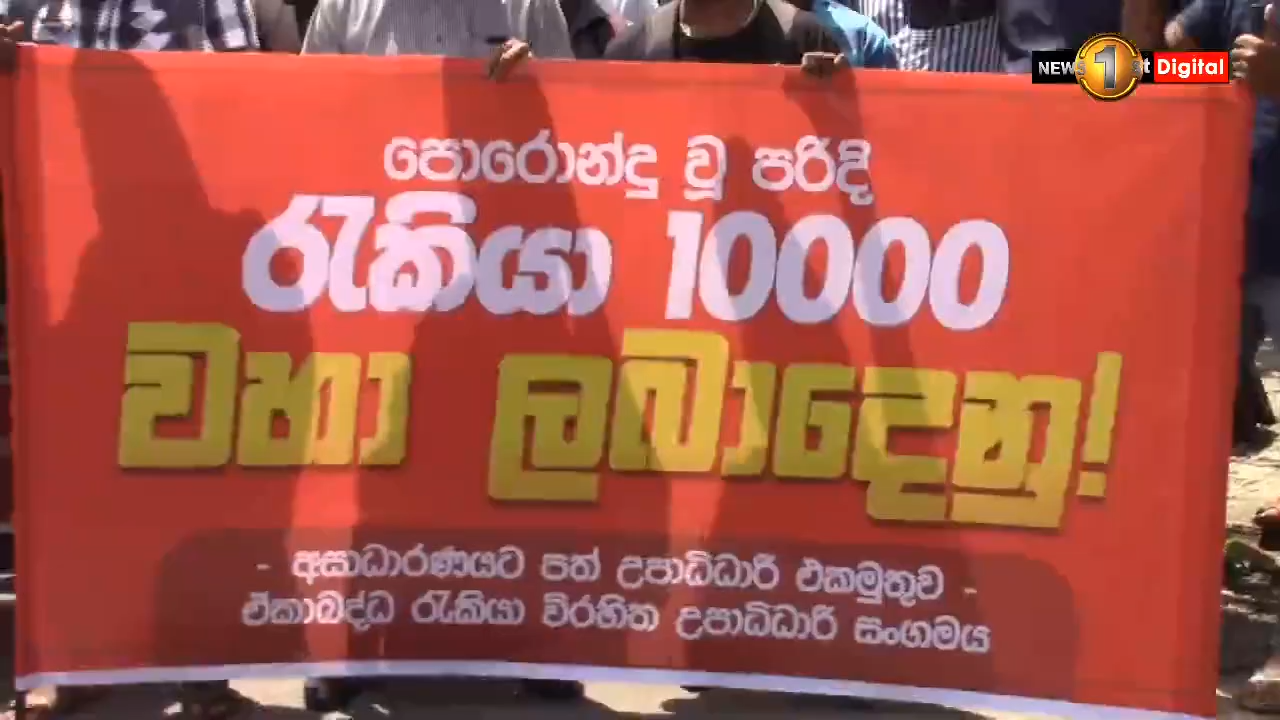 NEWS 1st Digital
පොරොන්දු වූ පරිදි
රැකියා 10000
වහා ලබාදෙනු!
- අසාධාරණයට පත් උපාධිධාරී එකමුතුව -
ඒකාබද්ධ රැකියා විරහිත උපාධිධාරී සංගමය